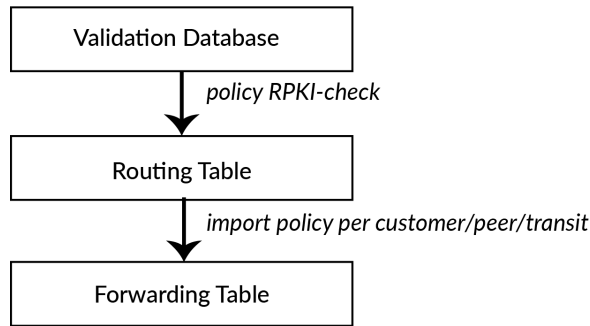 Validation Database
policy RPKI-check
Routing Table
import policy per customer/peer/transit
Forwarding Table